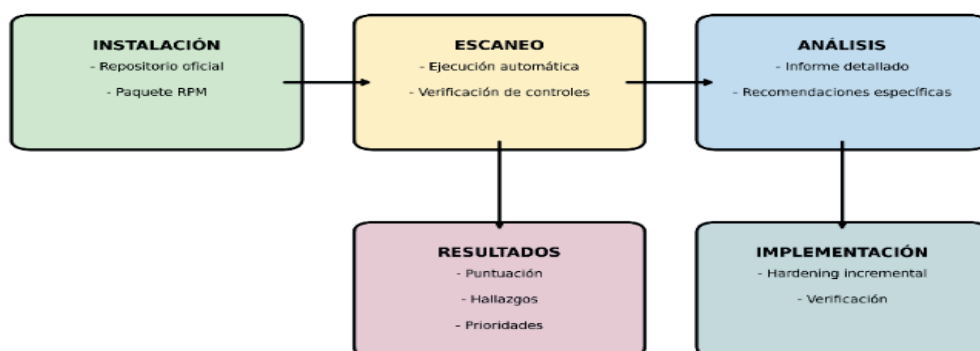 INSTALACIÓN
- Repositorio oficial
- Paquete RPM
ESCANEO
- Ejecución automática
- Verificación de controles
ANÁLISIS
- Informe detallado
- Recomendaciones específicas
RESULTADOS
- Puntuación
- Hallazgos
- Prioridades
IMPLEMENTACIÓN
- Hardening incremental
- Verificación